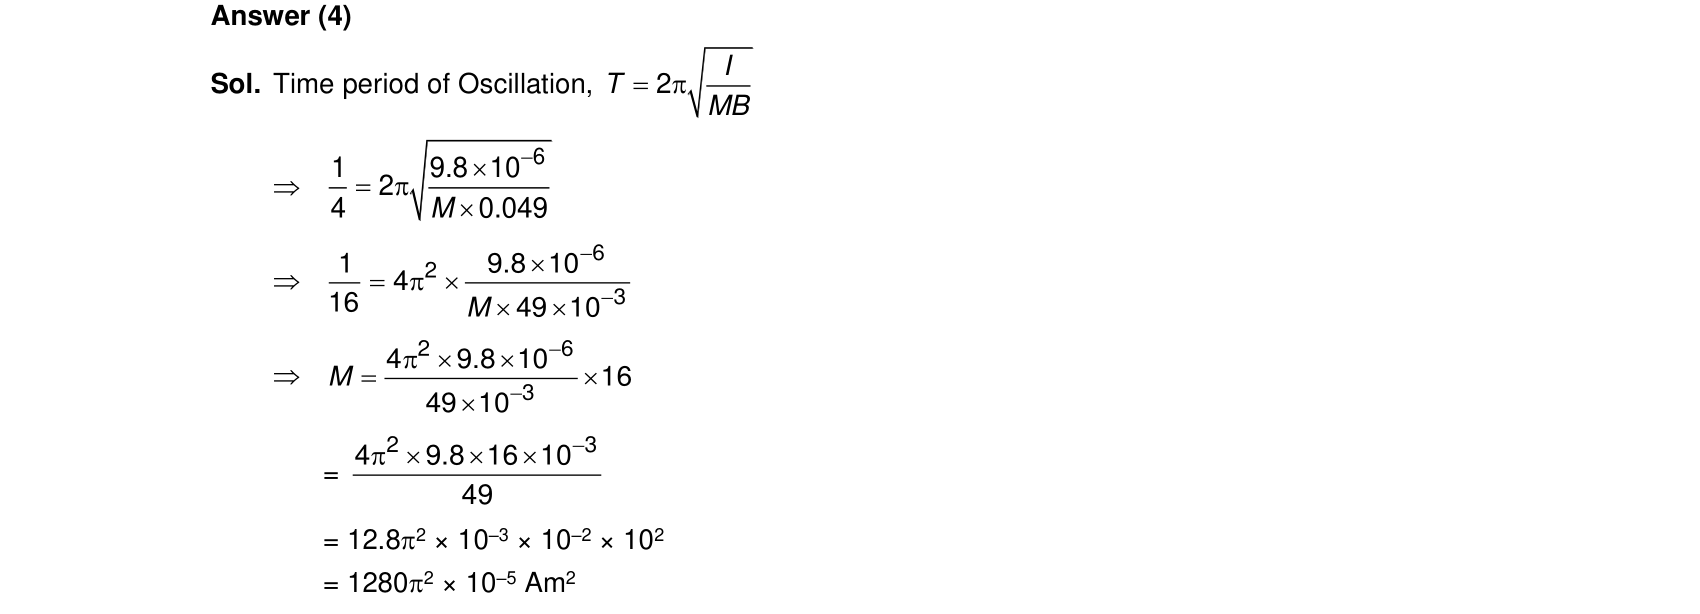 Answer (4)
Sol. Time period of Oscillation, T = 2π√(I/MB)
⇒ 1/4 = 2π√(9.8×10⁻⁶/M×0.049)
⇒ 1/16 = 4π² × 9.8×10⁻⁶/M×49×10⁻³
⇒ M = 4π²×9.8×10⁻⁶/49×10⁻³ ×16
= 4π²×9.8×16×10⁻³/49
= 12.8π² × 10⁻³ × 10⁻² × 10²
= 1280π² × 10⁻⁵ Am²